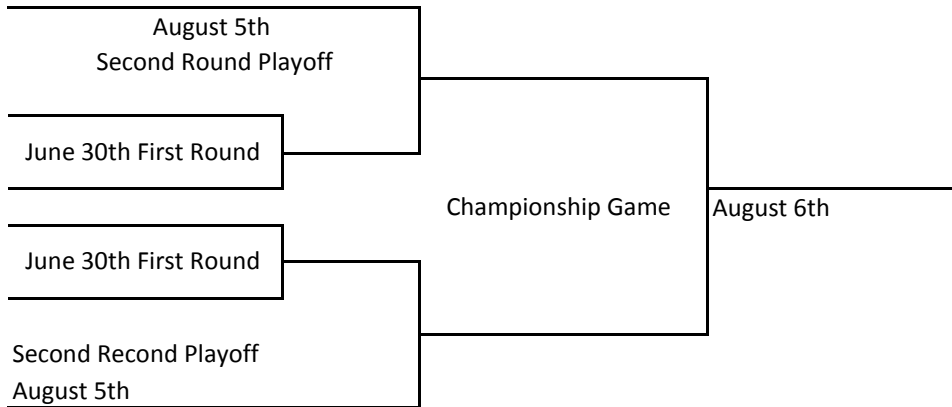 August 5th
Second Round Playoff
June 30th First Round
Championship Game
August 6th
June 30th First Round
Second Recond Playoff
August 5th